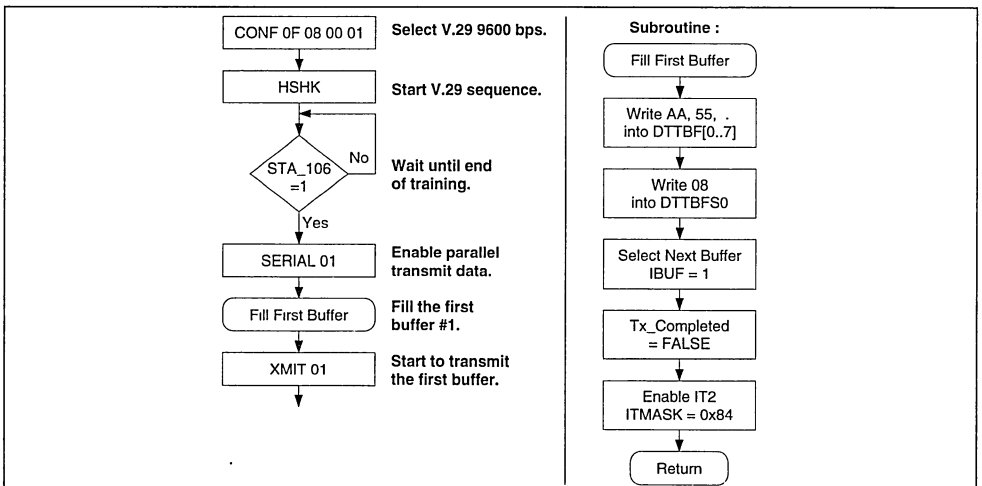 CONF 0F 08 00 01
Select V.29 9600 bps.
HSHK
Start V.29 sequence.
STA_106
=1
No
Wait until end
of training.
Yes
SERIAL 01
Enable parallel
transmit data.
Fill First Buffer
Fill the first
buffer #1.
XMIT 01
Start to transmit
the first buffer.
Subroutine :
Fill First Buffer
Write AA, 55, .
into DTTBF[0..7]
Write 08
into DTTBFS0
Select Next Buffer
IBUF = 1
Tx_Completed
= FALSE
Enable IT2
ITMASK = 0x84
Return